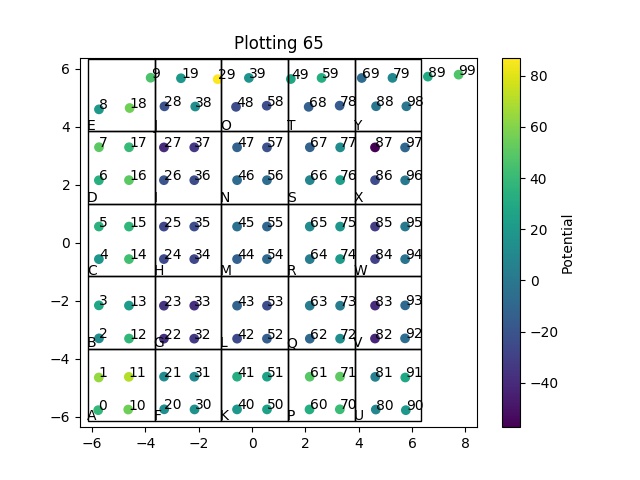 Plotting 65
6 9 19 29 39 49 59 69 79 89 99
8 18 28 38 48 58 68 78 88 98
4 E J O T Y
7 17 27 37 47 57 67 77 87 97
2 6 16 26 36 46 56 66 76 86 96
D I N S X
5 15 25 35 45 55 65 75 85 95
0 4 14 24 34 44 54 64 74 84 94
C H M R W
−2 3 13 23 33 43 53 63 73 83 93
2 12 22 32 42 52 62 72 82 92
−4 B G L Q V
1 11 21 31 41 51 61 71 81 91
0 10 20 30 40 50 60 70 80 90
−6 A F K P U
−6 −4 −2 0 2 4 6 8
80
60
40
20
0
−20
−40
Potential